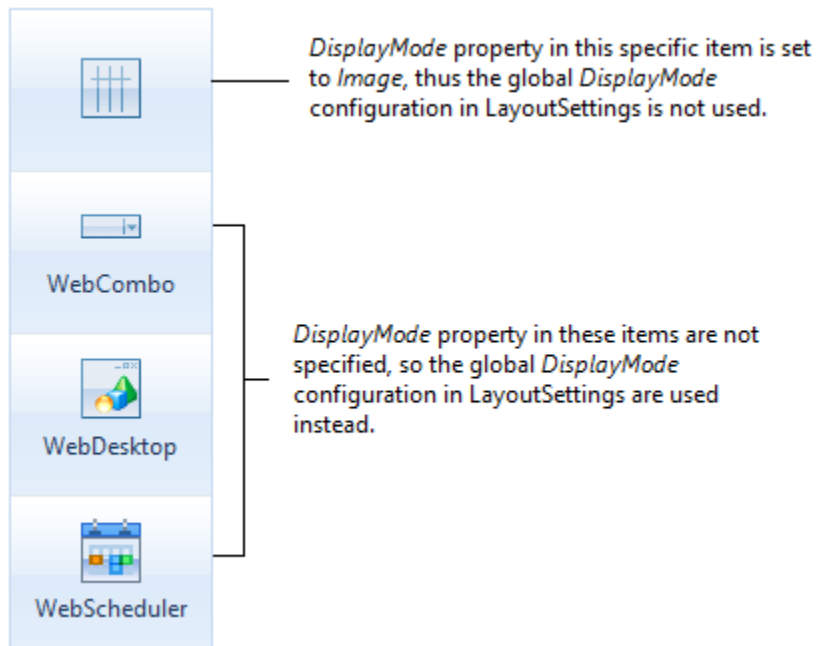 DisplayMode property in this specific item is set
to Image, thus the global DisplayMode
configuration in LayoutSettings is not used.
WebCombo
DisplayMode property in these items are not
specified, so the global DisplayMode
configuration in LayoutSettings are used
instead.
WebDesktop
WebScheduler